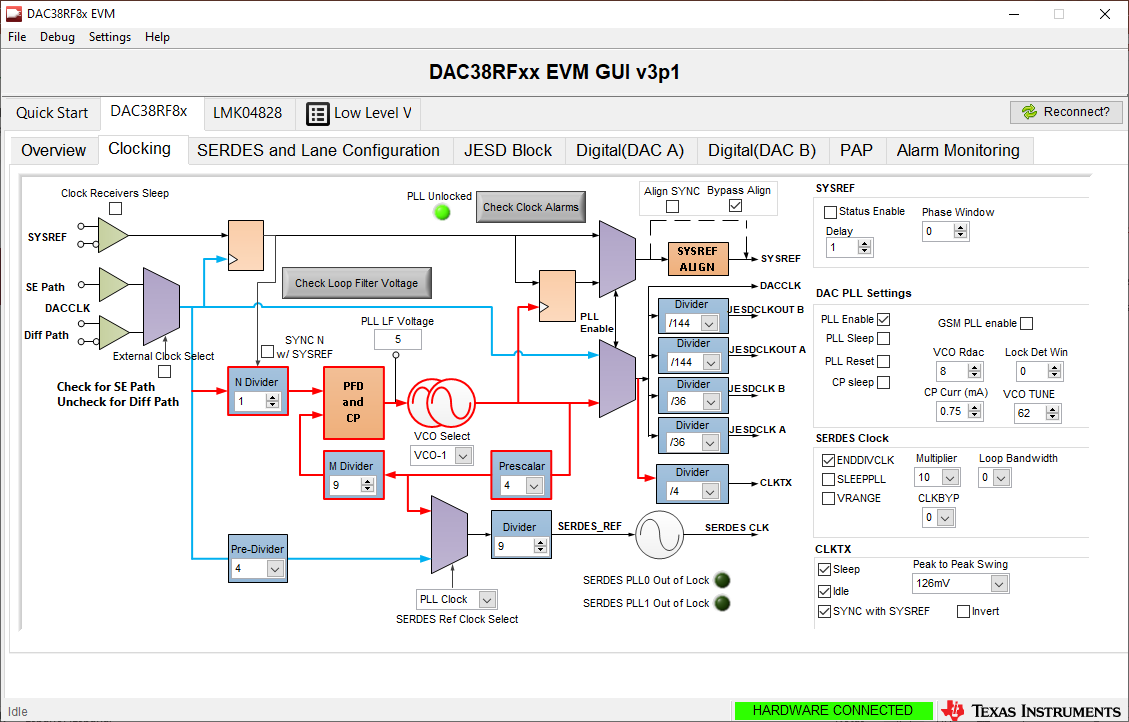 DAC38RF8x EVM
File Debug Settings Help
DAC38RFxx EVM GUI v3p1
Quick Start DAC38RF8x LMK04828 Low Level V Reconnect?
Overview Clocking SERDES and Lane Configuration JESD Block Digital(DAC A) Digital(DAC B) PAP Alarm Monitoring
Clock Receivers Sleep
SYSREF
SE Path
DACCLK
Diff Path
External Clock Select
Check for SE Path
Uncheck for Diff Path
PLL Unlocked
Check Clock Alarms
Check Loop Filter Voltage
PLL LF Voltage
5
SYNC N
w/ SYSREF
N Divider
1
PFD
and
CP
VCO Select
VCO-1
M Divider
9
Prescalar
4
Pre-Divider
4
PLL Clock
SERDES Ref Clock Select
Divider
9
SERDES_REF
SERDES CLK
SERDES PLL0 Out of Lock
SERDES PLL1 Out of Lock
PLL
Enable
Align SYNC Bypass Align
SYSREF
ALIGN
SYSREF
DACCLK
Divider
/144
JESDCLKOUT B
Divider
/144
JESDCLKOUT A
Divider
/36
JESDCLK B
Divider
/36
JESDCLK A
Divider
/4
CLKTX
SYSREF
Status Enable Phase Window
0
Delay
1
DAC PLL Settings
PLL Enable GSM PLL enable
PLL Sleep
PLL Reset
CP sleep
VCO Rdac Lock Det Win
8 0
CP Curr (mA) VCO TUNE
0.75 62
SERDES Clock
ENDDIVCLK Multiplier Loop Bandwidth
SLEEPPLL 10 0
VRANGE CLKBYP
0
CLKTX
Sleep Peak to Peak Swing
126mV
Idle
SYNC with SYSREF Invert
Idle HARDWARE CONNECTED TEXAS INSTRUMENTS